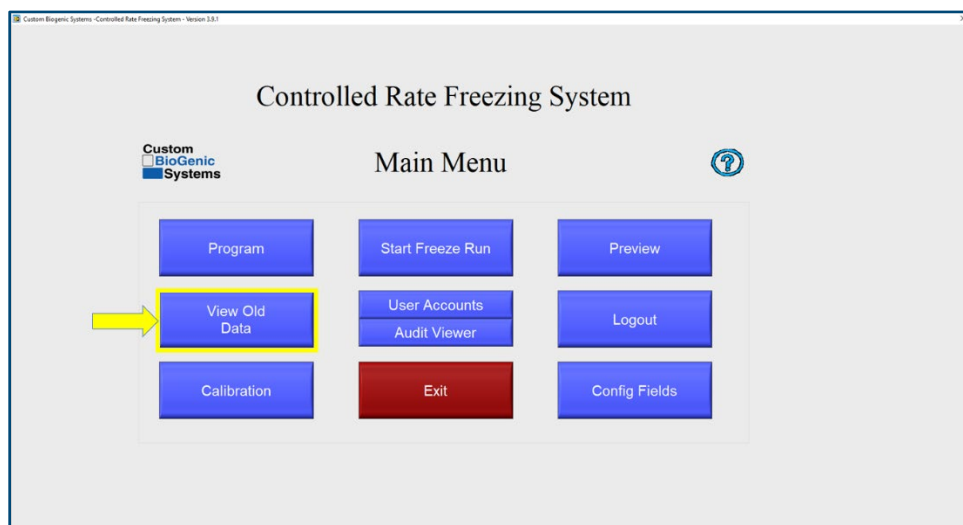 Custom Biogenic Systems -Controlled Rate Freezing System - Version 3.9.1
X
Controlled Rate Freezing System
Custom
BioGenic
Systems
Main Menu
?
Program
Start Freeze Run
Preview
View Old
Data
User Accounts
Audit Viewer
Logout
Calibration
Exit
Config Fields